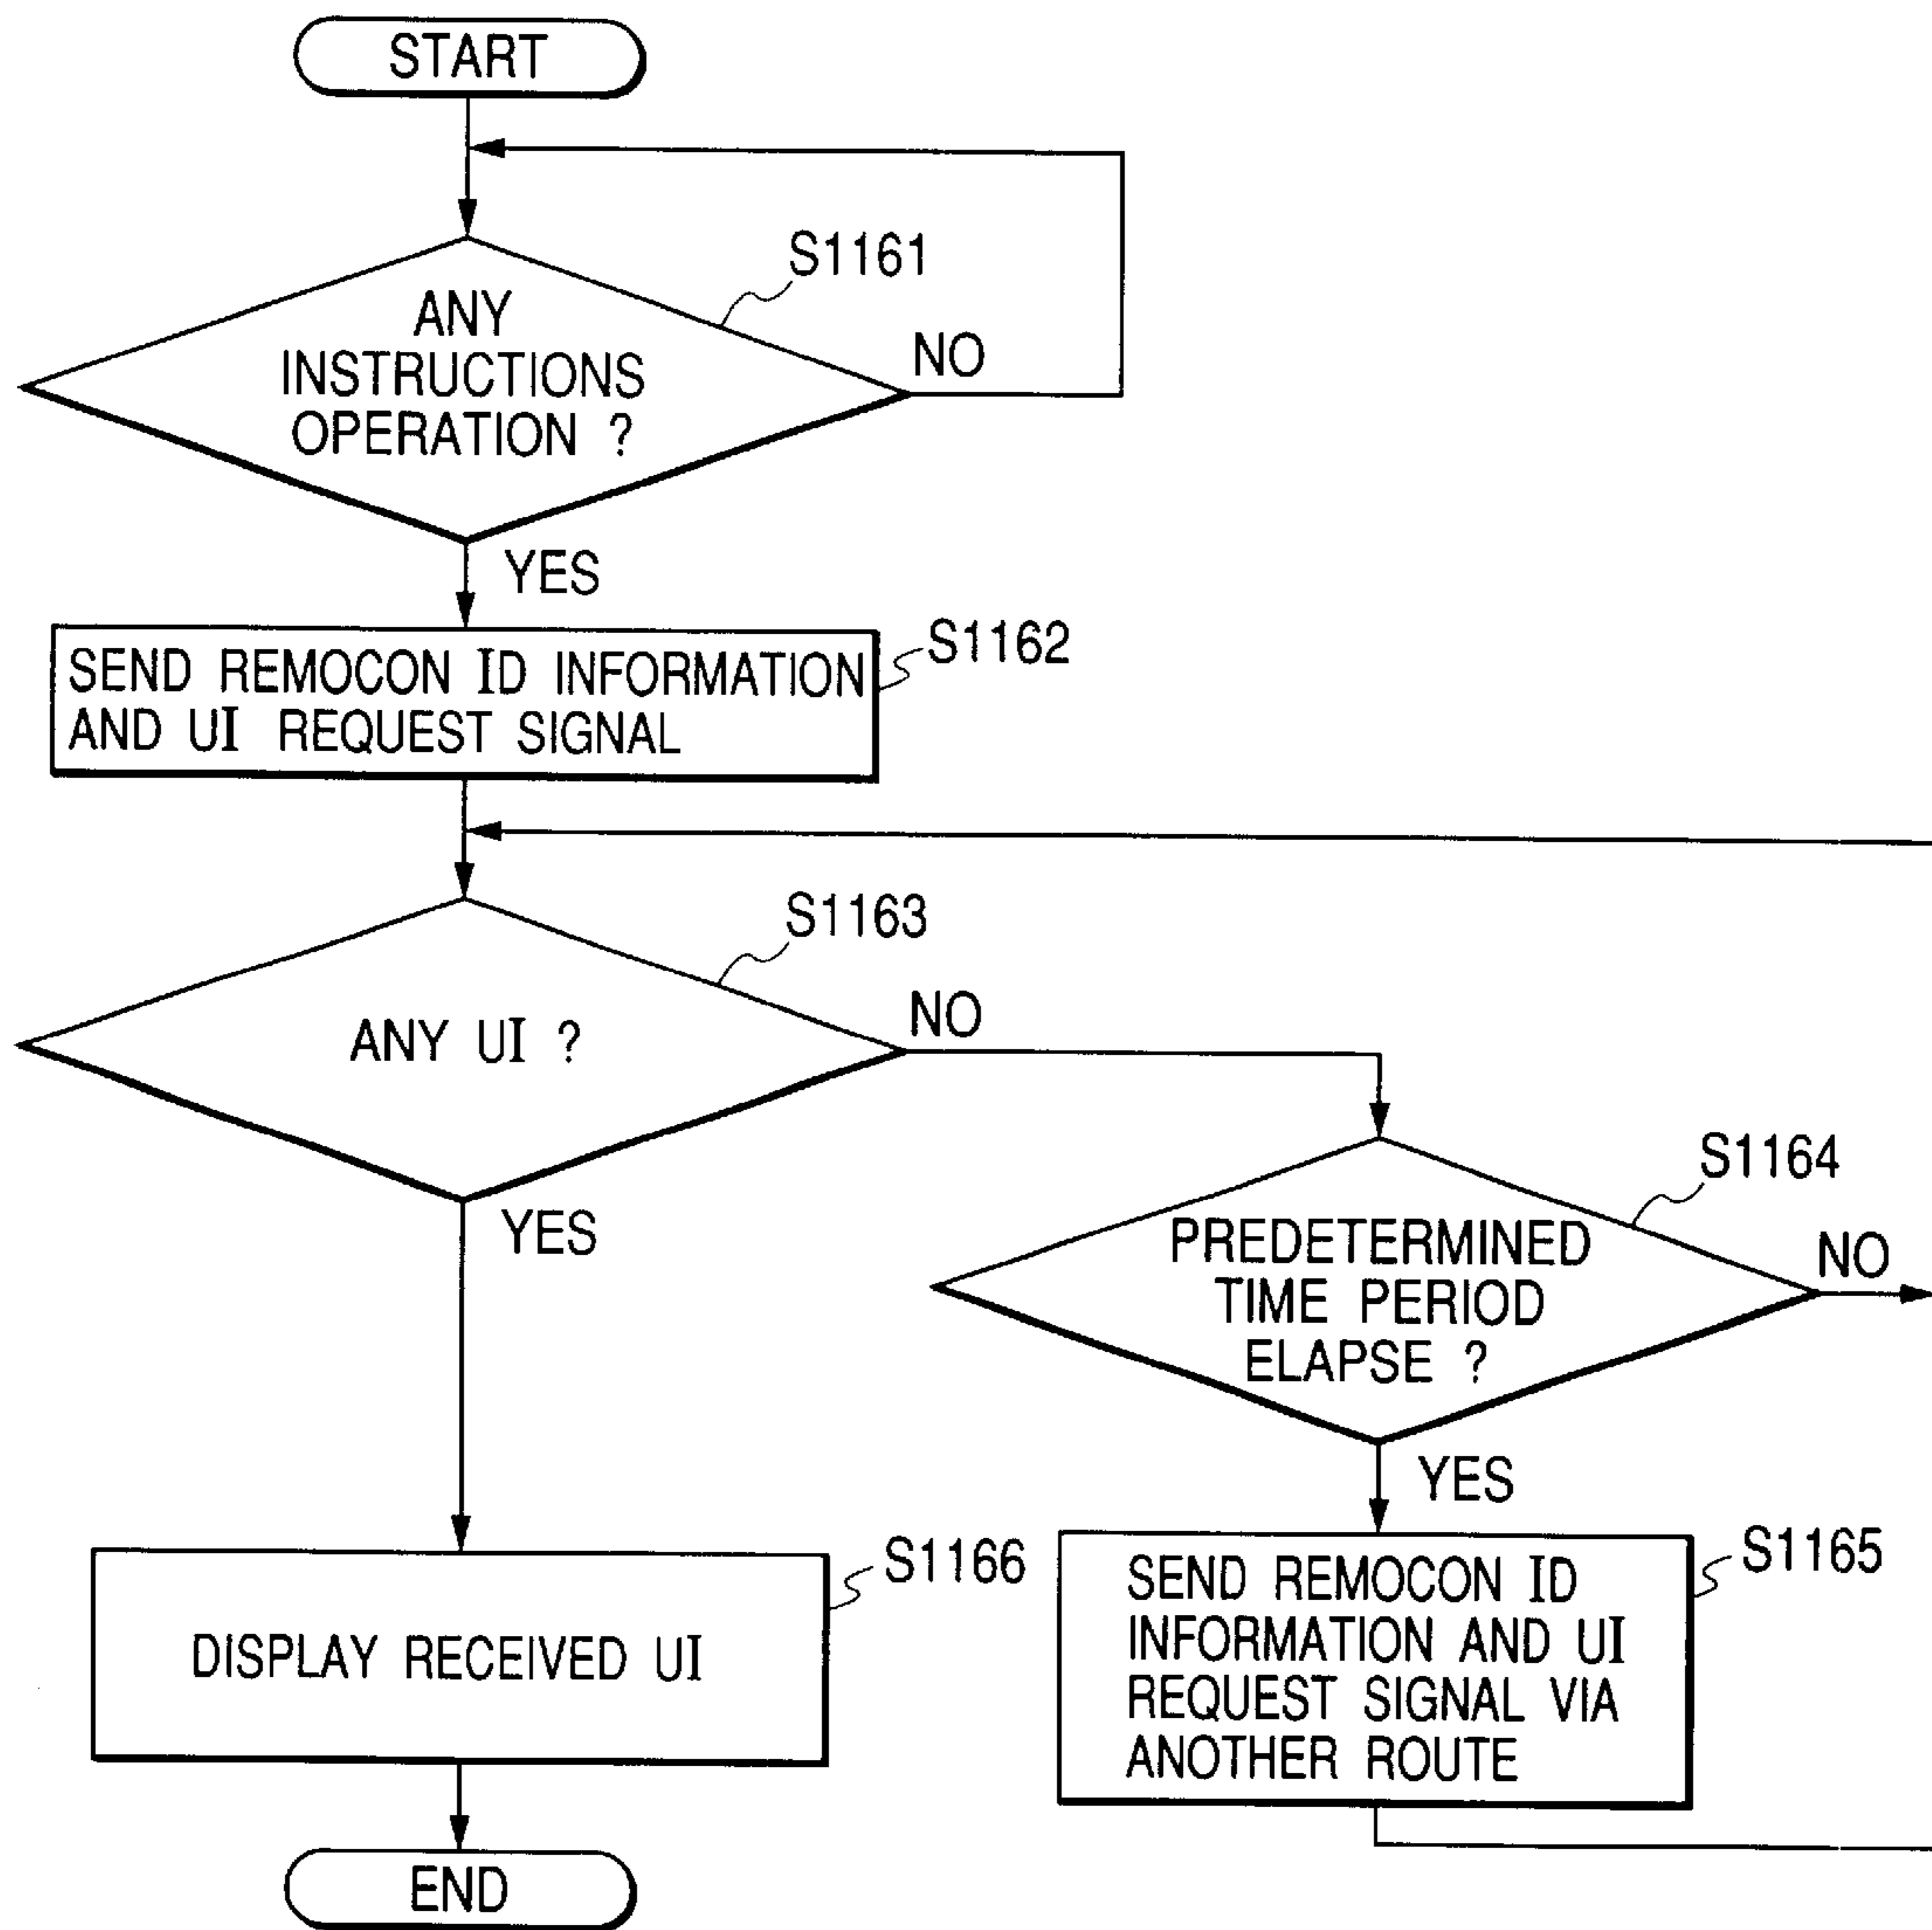 START
S1161
ANY
INSTRUCTIONS
OPERATION ?
NO
YES
SEND REMOCON ID INFORMATION
AND UI REQUEST SIGNAL
S1162
S1163
ANY UI ?
NO
YES
S1164
PREDETERMINED
TIME PERIOD
ELAPSE ?
NO
YES
S1166
DISPLAY RECEIVED UI
S1165
SEND REMOCON ID
INFORMATION AND UI
REQUEST SIGNAL VIA
ANOTHER ROUTE
END